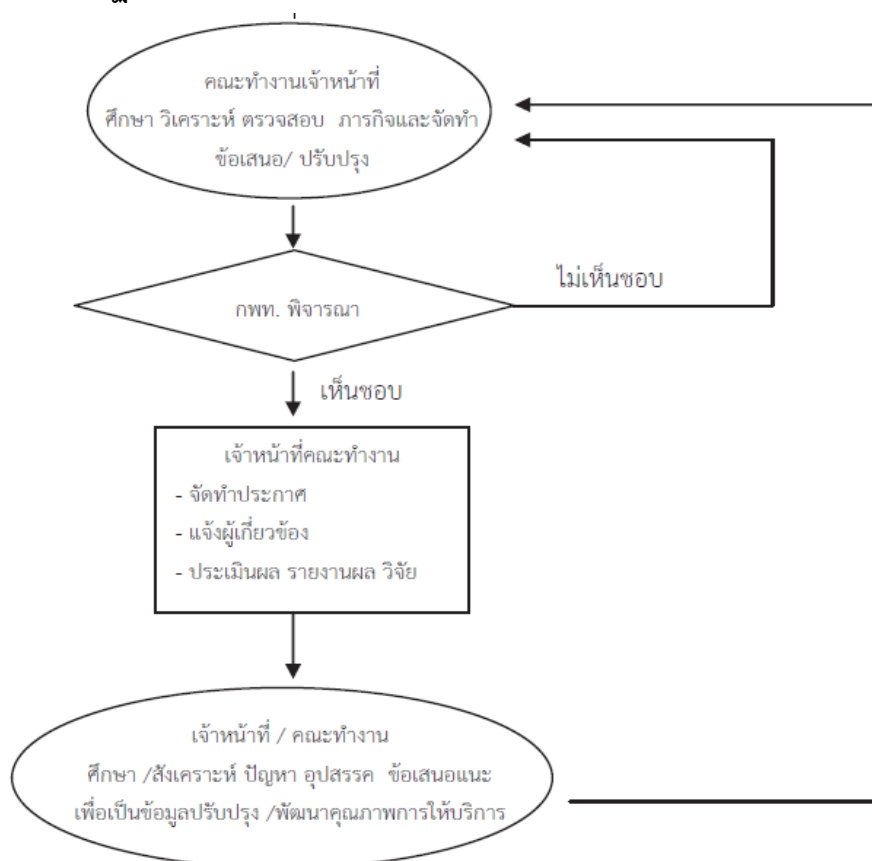 คณะทำงานเจ้าหน้าที่
ศึกษา วิเคราะห์ ตรวจสอบ ภารกิจและจัดทำ
ข้อเสนอ/ ปรับปรุง
กพท. พิจารณา
ไม่เห็นชอบ
เห็นชอบ
เจ้าหน้าที่คณะทำงาน
- จัดทำประกาศ
- แจ้งผู้เกี่ยวข้อง
- ประเมินผล รายงานผล วิจัย
เจ้าหน้าที่ / คณะทำงาน
ศึกษา /สังเคราะห์ ปัญหา อุปสรรค ข้อเสนอแนะ
เพื่อเป็นข้อมูลปรับปรุง /พัฒนาคุณภาพการให้บริการ